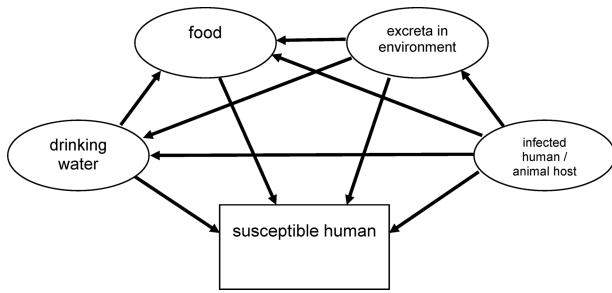 food
excreta in
environment
drinking
water
infected
human /
animal host
susceptible human